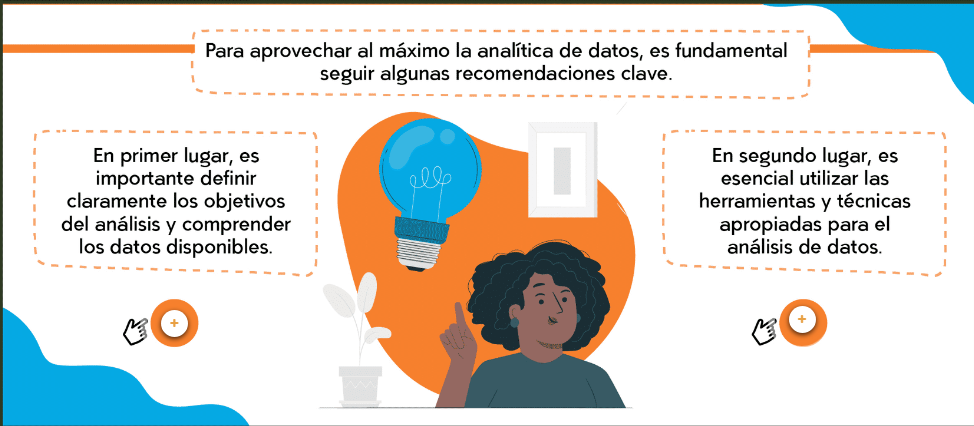 Para aprovechar al máximo la analítica de datos, es fundamental
seguir algunas recomendaciones clave.
En primer lugar, es
importante definir
claramente los objetivos
del análisis y comprender
los datos disponibles.
En segundo lugar, es
esencial utilizar las
herramientas y técnicas
apropiadas para el
análisis de datos.
+
+